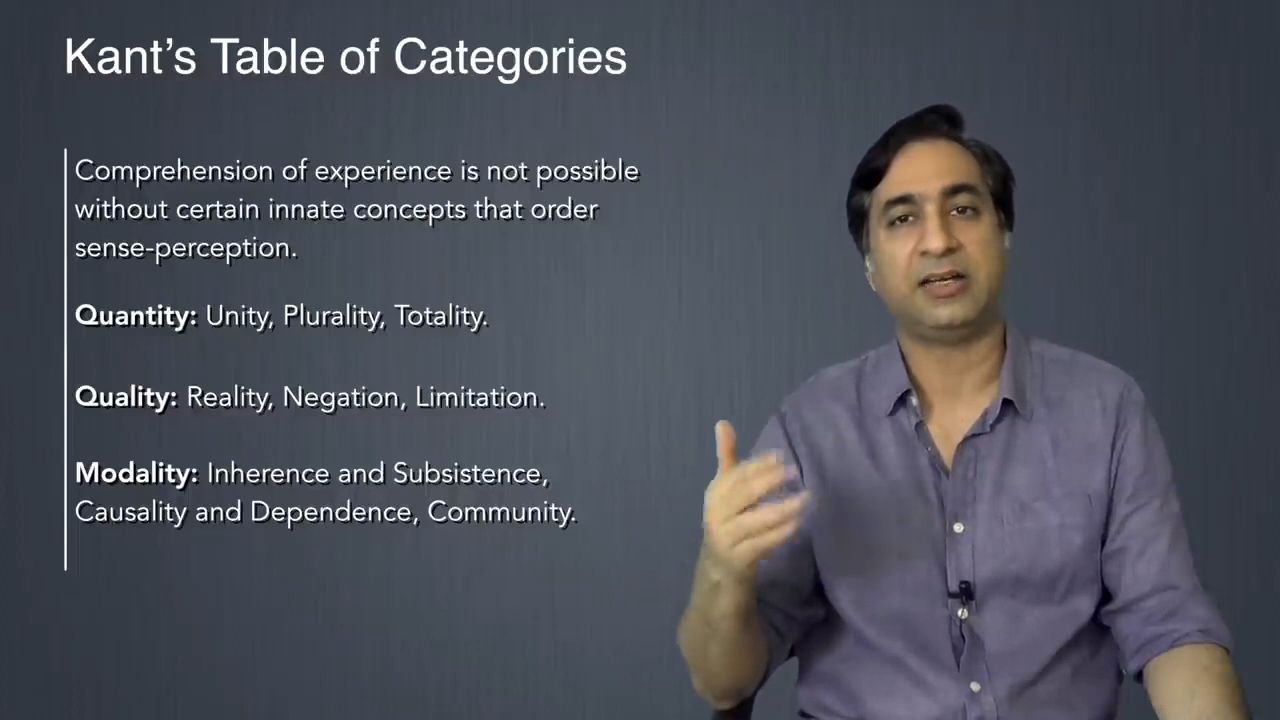 Kant’s Table of Categories
Comprehension of experience is not possible
without certain innate concepts that order
sense-perception.
Quantity: Unity, Plurality, Totality.
Quality: Reality, Negation, Limitation.
Modality: Inherence and Subsistence,
Causality and Dependence, Community.